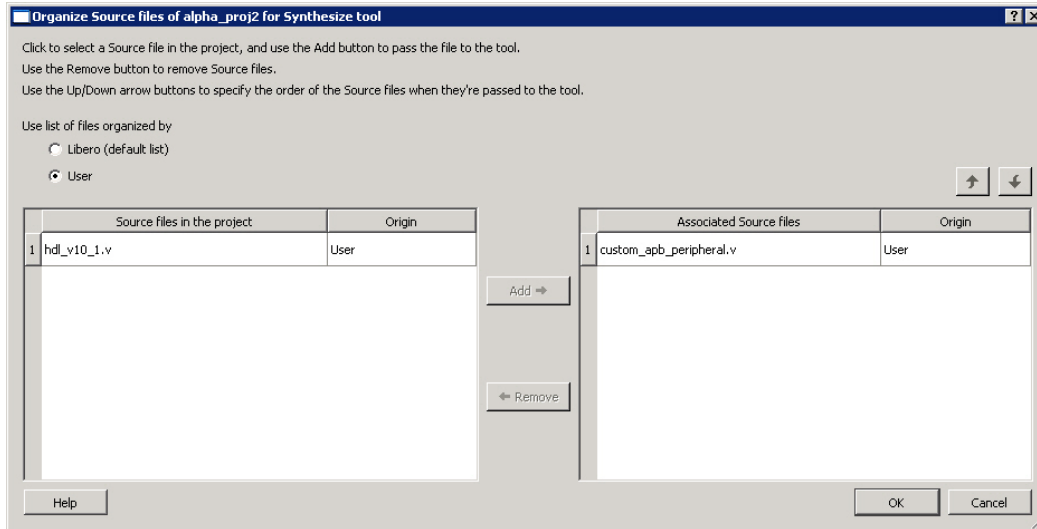 Organize Source files of alpha_proj2 for Synthesize tool
Click to select a Source file in the project, and use the Add button to pass the file to the tool.
Use the Remove button to remove Source files.
Use the Up/Down arrow buttons to specify the order of the Source files when they're passed to the tool.
Use list of files organized by
Libero (default list)
User
Source files in the project Origin
1 hdl_v10_1.v User
Add
Remove
Associated Source files Origin
1 custom_apb_peripheral.v User
Help
OK
Cancel